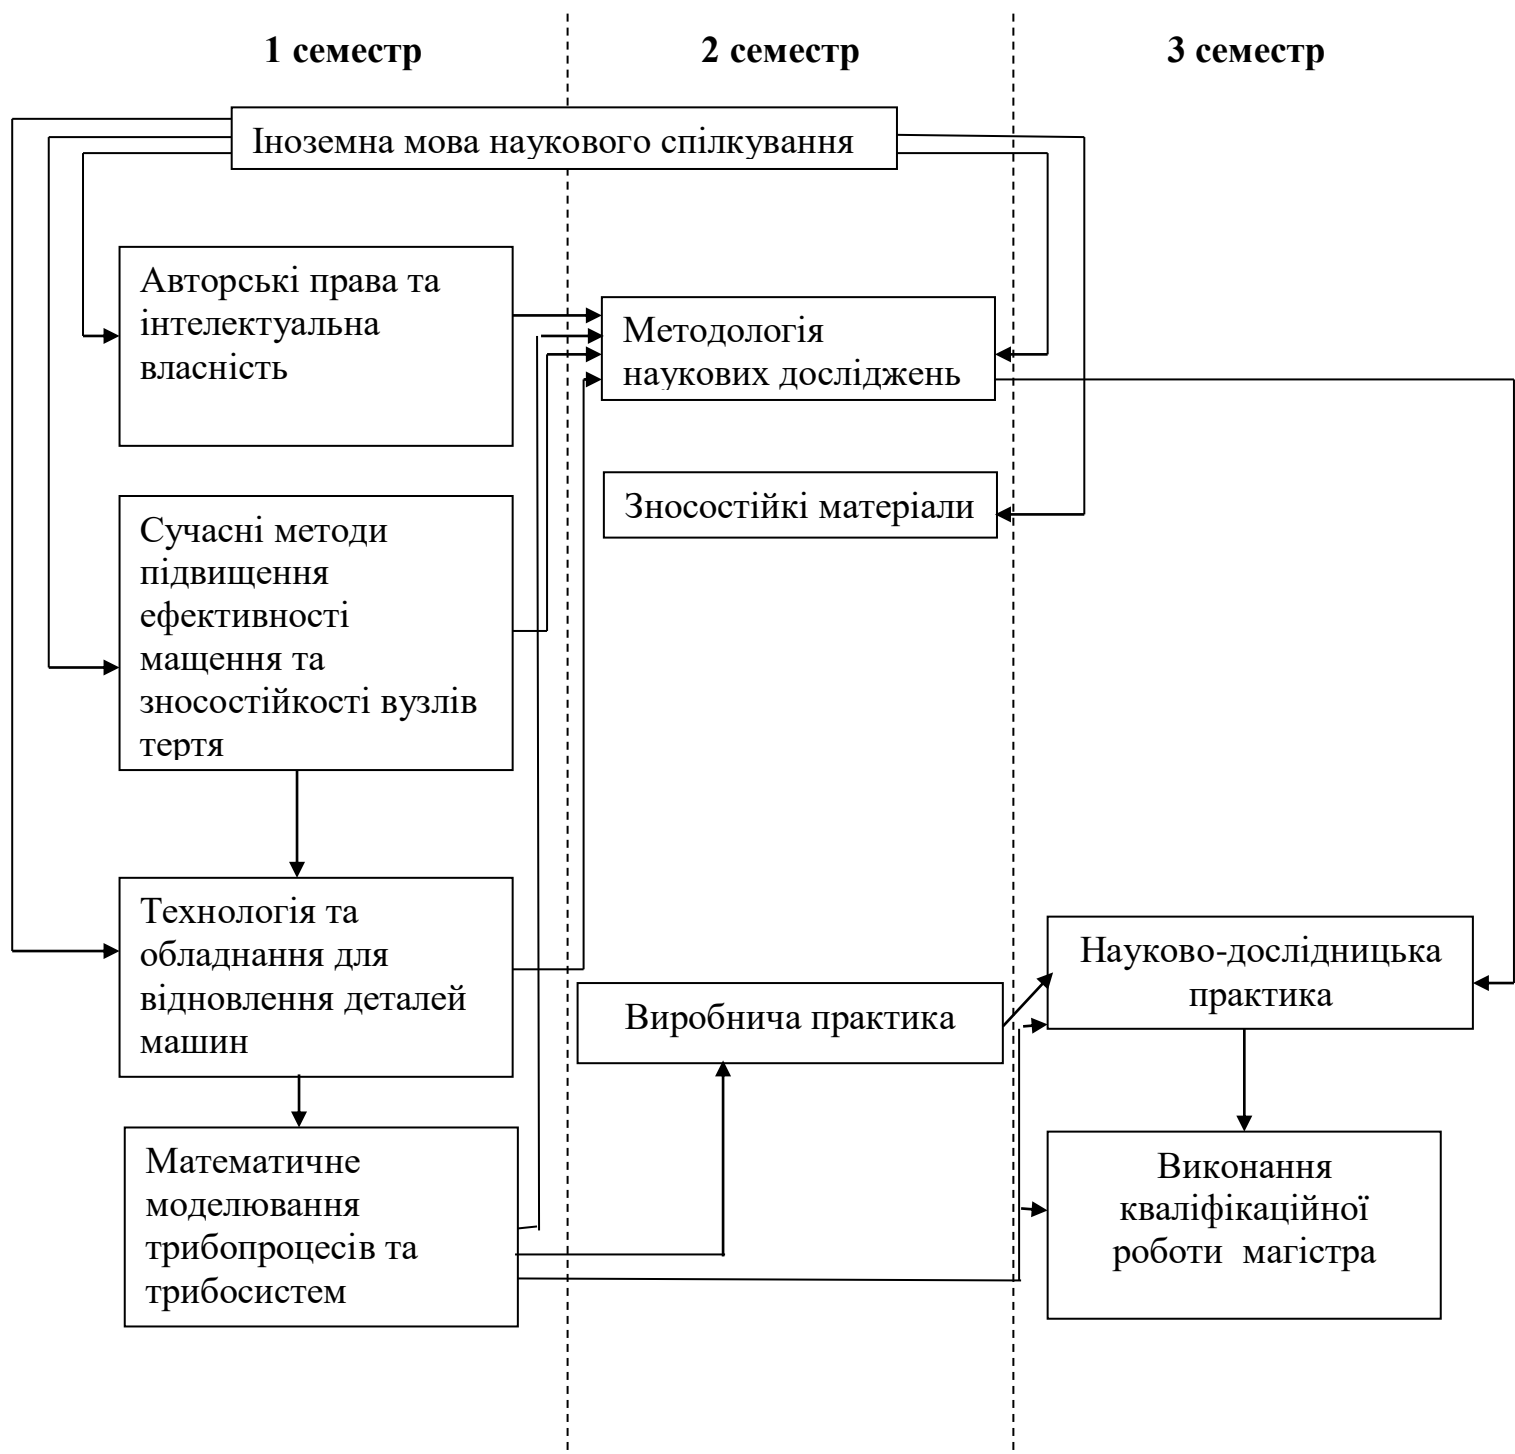 1 семестр
2 семестр
3 семестр
Іноземна мова наукового спілкування
Авторські права та
інтелектуальна
власність
Методологія
наукових досліджень
Зносостійкі матеріали
Сучасні методи
підвищення
ефективності
мащення та
зносостійкості вузлів
тертя
Технологія та
обладнання для
відновлення деталей
машин
Виробнича практика
Науково-дослідницька
практика
Математичне
моделювання
трибопроцесів та
трибосистем
Виконання
кваліфікаційної
роботи магістра